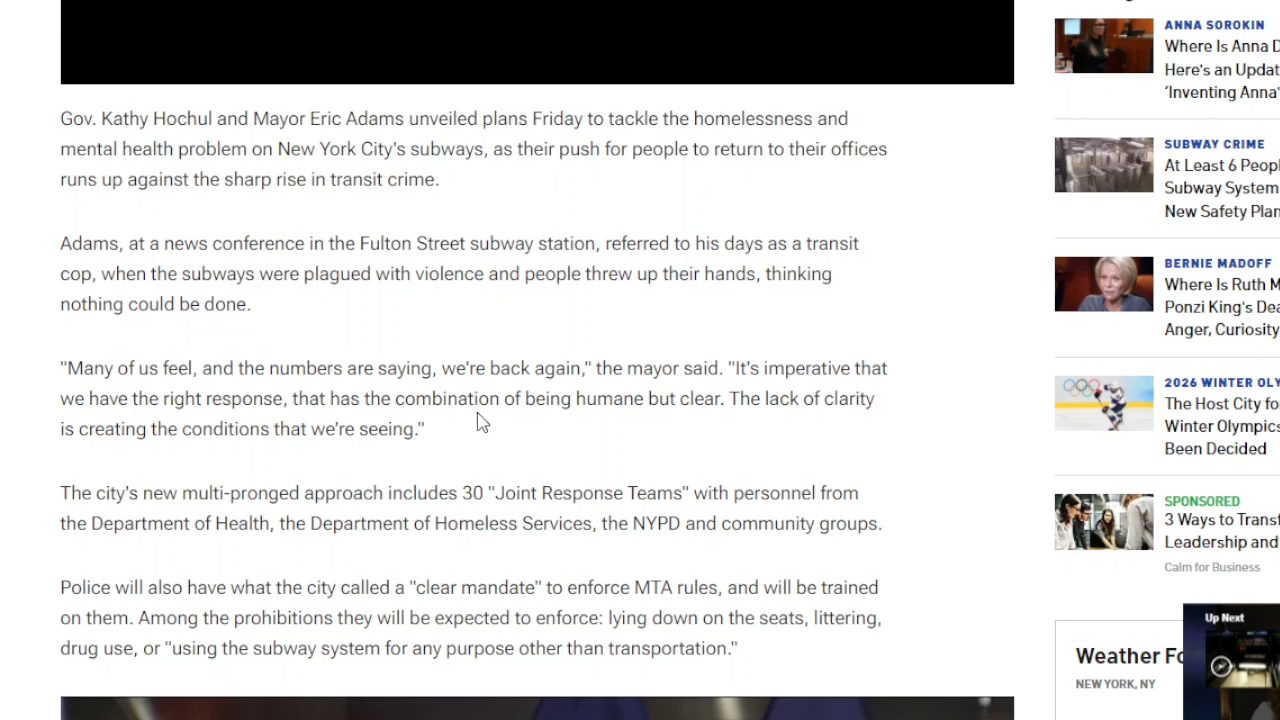 Gov. Kathy Hochul and Mayor Eric Adams unveiled plans Friday to tackle the homelessness and
mental health problem on New York City's subways, as their push for people to return to their offices
runs up against the sharp rise in transit crime.
Adams, at a news conference in the Fulton Street subway station, referred to his days as a transit
cop, when the subways were plagued with violence and people threw up their hands, thinking
nothing could be done.
"Many of us feel, and the numbers are saying, we're back again," the mayor said. "It's imperative that
we have the right response, that has the combination of being humane but clear. The lack of clarity
is creating the conditions that we're seeing."
The city's new multi-pronged approach includes 30 "Joint Response Teams" with personnel from
the Department of Health, the Department of Homeless Services, the NYPD and community groups.
Police will also have what the city called a "clear mandate" to enforce MTA rules, and will be trained
on them. Among the prohibitions they will be expected to enforce: lying down on the seats, littering,
drug use, or "using the subway system for any purpose other than transportation."
ANNA SOROKIN
Where Is Anna D
Here's an Updat
'Inventing Anna'
SUBWAY CRIME
At Least 6 Peopl
Subway System
New Safety Plan
BERNIE MADOFF
Where Is Ruth M
Ponzi King's Dea
Anger, Curiosity
2026 WINTER OLY
The Host City fo
Winter Olympics
Been Decided
SPONSORED
3 Ways to Transf
Leadership and
Calm for Business
Up Next
Weather Fo
NEW YORK, NY